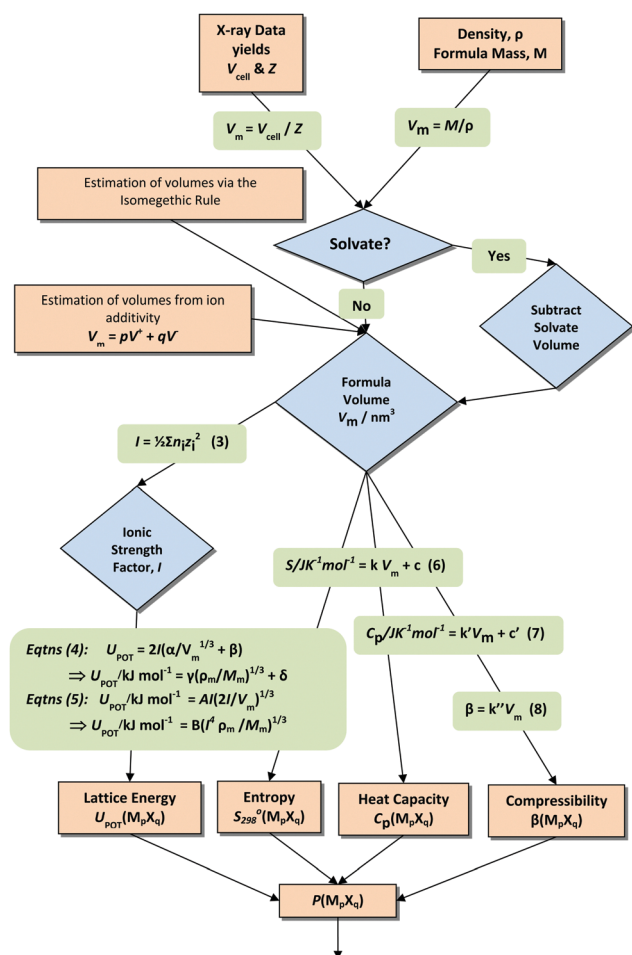 X-ray Data
yields
V_cell & Z
Density, ρ
Formula Mass, M
V_m = V_cell / Z
V_m = M/ρ
Estimation of volumes via the
Isomegethic Rule
Solvate?
Yes
No
Subtract
Solvate
Volume
Estimation of volumes from ion
additivity
V_m = pV⁺ + qV⁻
Formula
Volume
V_m / nm³
I = ½Σn_i z_i² (3)
Ionic
Strength
Factor, I
S/JK⁻¹mol⁻¹ = k V_m + c (6)
C_p/JK⁻¹mol⁻¹ = k'V_m + c' (7)
β = k''V_m (8)
Eqtns (4): U_POT = 2I(α/V_m^1/3 + β)
⇒ U_POT/kJ mol⁻¹ = γ(ρ_m/M_m)^1/3 + δ
Eqtns (5): U_POT/kJ mol⁻¹ = AI(2I/V_m)^1/3
⇒ U_POT/kJ mol⁻¹ = B(I⁴ ρ_m /M_m)^1/3
Lattice Energy
U_POT(M_pX_q)
Entropy
S₂₉₈°(M_pX_q)
Heat Capacity
C_p(M_pX_q)
Compressibility
β(M_pX_q)
P(M_pX_q)